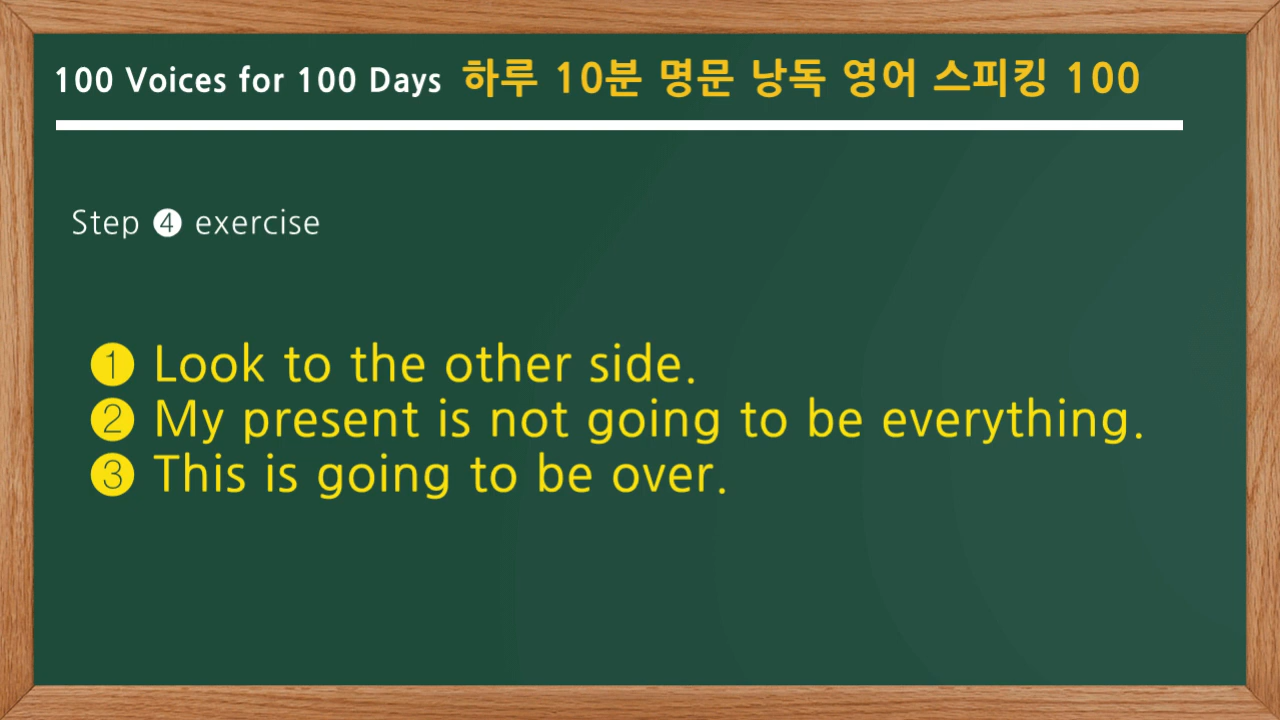 100 Voices for 100 Days 하루 10분 명문 낭독 영어 스피킹 100
Step ❹ exercise
❶ Look to the other side.
❷ My present is not going to be everything.
❸ This is going to be over.